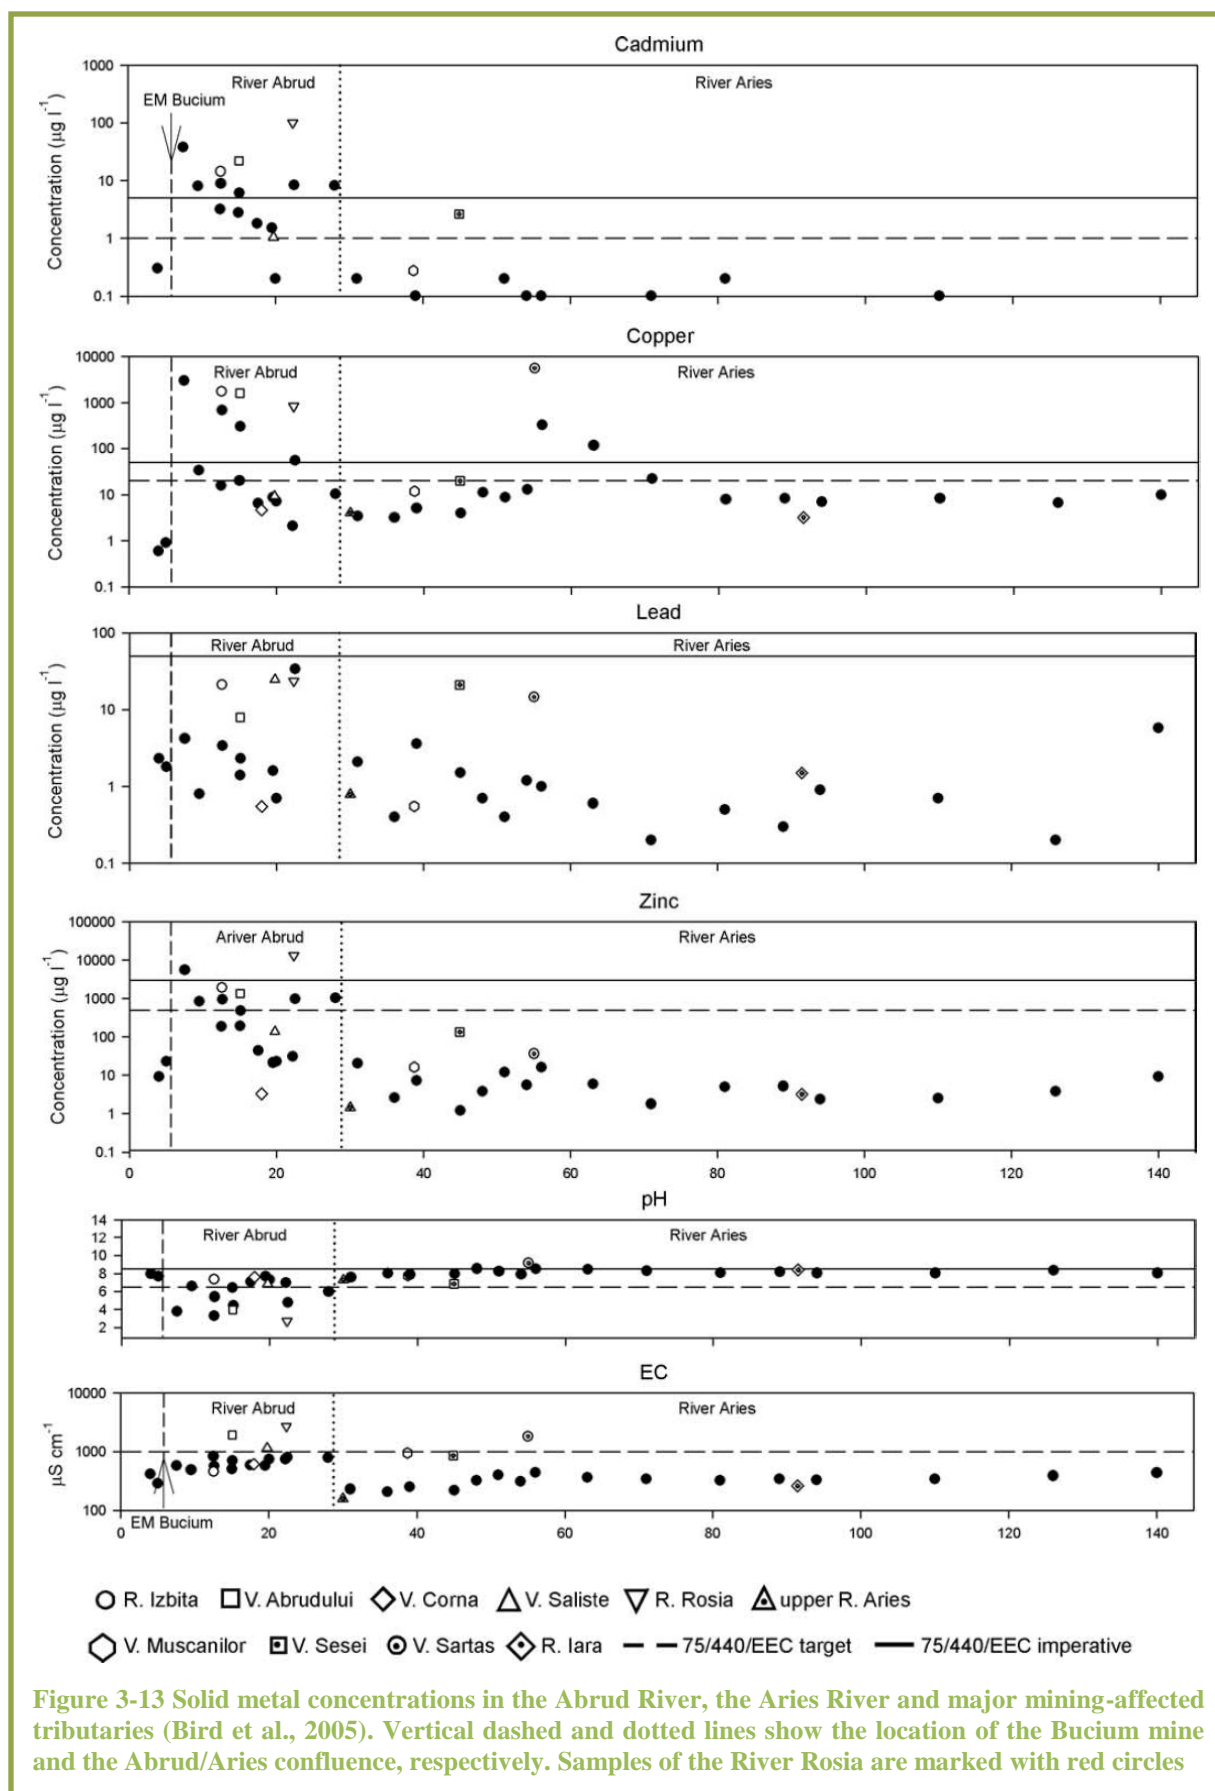 Cadmium
1000
100
10
1
0.1
Concentration (µg l⁻¹)
EM Bucium
River Abrud
River Aries
Copper
10000
1000
100
10
1
0.1
Concentration (µg l⁻¹)
River Abrud
River Aries
Lead
100
10
1
0.1
Concentration (µg l⁻¹)
River Abrud
River Aries
Zinc
100000
10000
1000
100
10
1
0.1
Concentration (µg l⁻¹)
Ariver Abrud
River Aries
0 20 40 60 80 100 120 140
pH
14
12
10
8
6
4
2
River Abrud
River Aries
EC
10000
1000
100
µS cm⁻¹
River Abrud
River Aries
EM Bucium
0 20 40 60 80 100 120 140
R. Izbita V. Abrudului V. Corna V. Saliste R. Rosia upper R. Aries
V. Muscanilor V. Sesei V. Sartas R. Iara 75/440/EEC target 75/440/EEC imperative
Figure 3-13 Solid metal concentrations in the Abrud River, the Aries River and major mining-affected
tributaries (Bird et al., 2005). Vertical dashed and dotted lines show the location of the Bucium mine
and the Abrud/Aries confluence, respectively. Samples of the River Rosia are marked with red circles